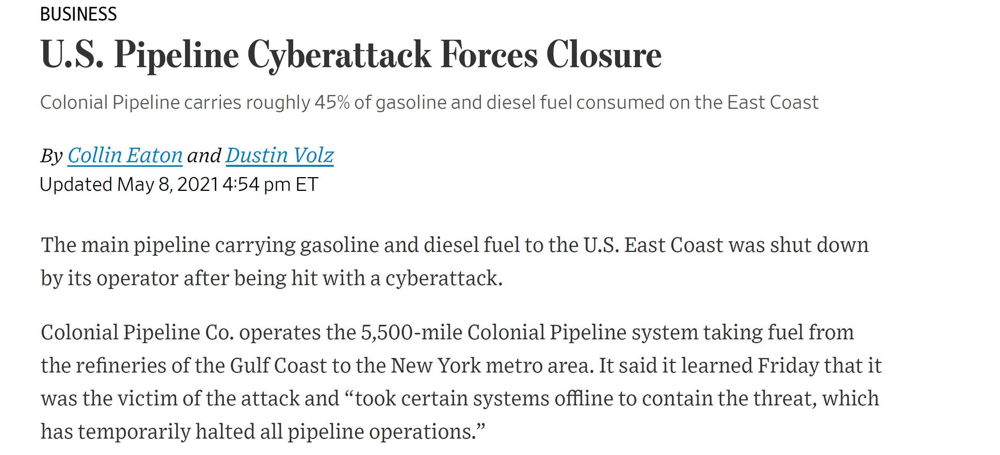 BUSINESS
U.S. Pipeline Cyberattack Forces Closure
Colonial Pipeline carries roughly 45% of gasoline and diesel fuel consumed on the East Coast
By Collin Eaton and Dustin Volz
Updated May 8, 2021 4:54 pm ET
The main pipeline carrying gasoline and diesel fuel to the U.S. East Coast was shut down
by its operator after being hit with a cyberattack.
Colonial Pipeline Co. operates the 5,500-mile Colonial Pipeline system taking fuel from
the refineries of the Gulf Coast to the New York metro area. It said it learned Friday that it
was the victim of the attack and “took certain systems offline to contain the threat, which
has temporarily halted all pipeline operations.”